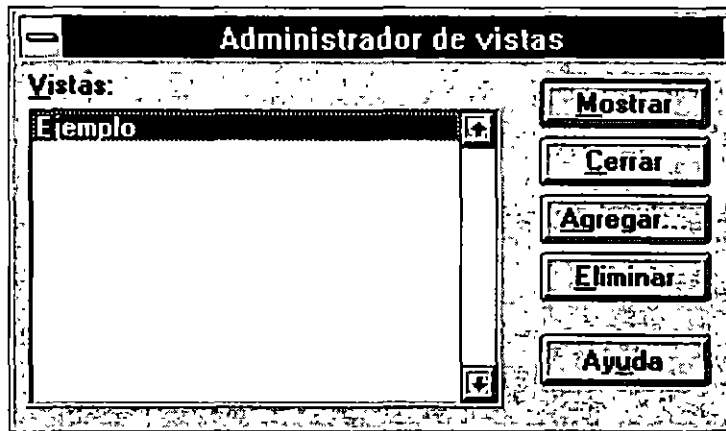 Administrador de vistas
Vistas:
Ejemplo
Mostrar
Cerrar
Agregar...
Eliminar
Ayuda